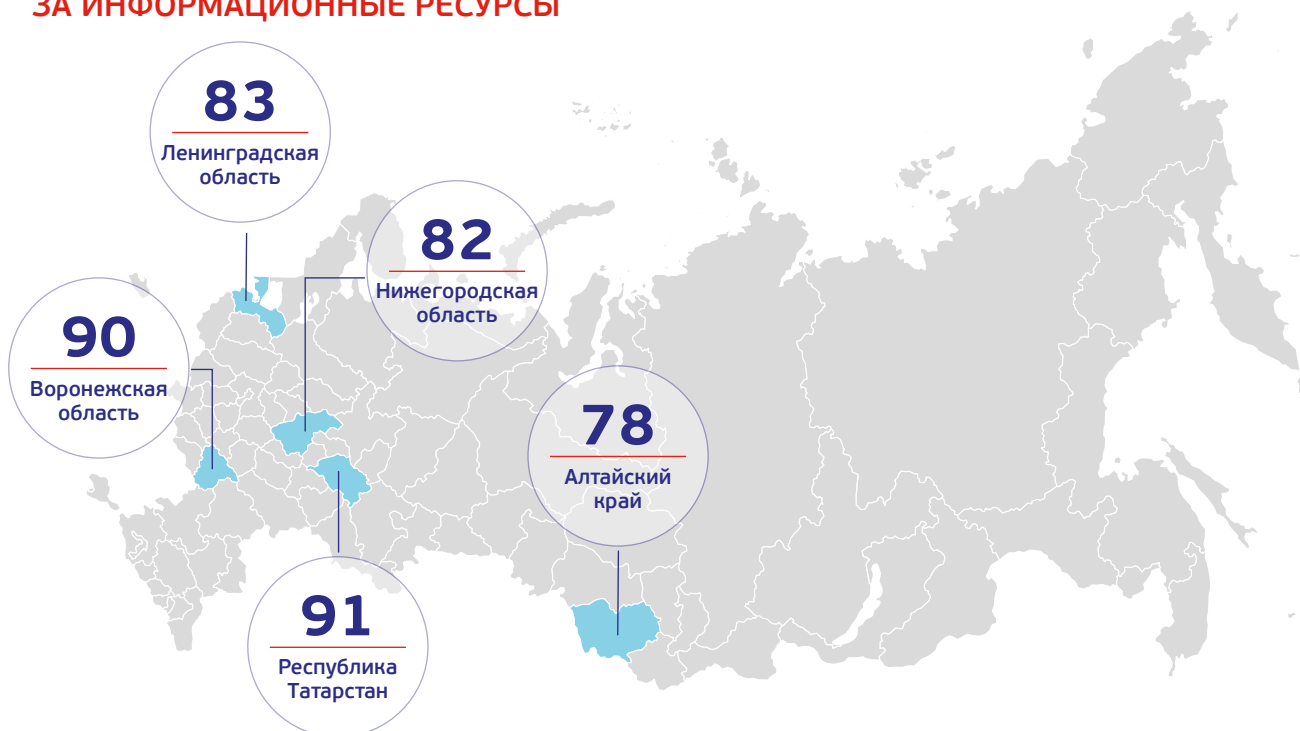 ЗА ИНФОРМАЦИОННЫЕ РЕСУРСЫ
83
Ленинградская
область
82
Нижегородская
область
90
Воронежская
область
78
Алтайский
край
91
Республика
Татарстан